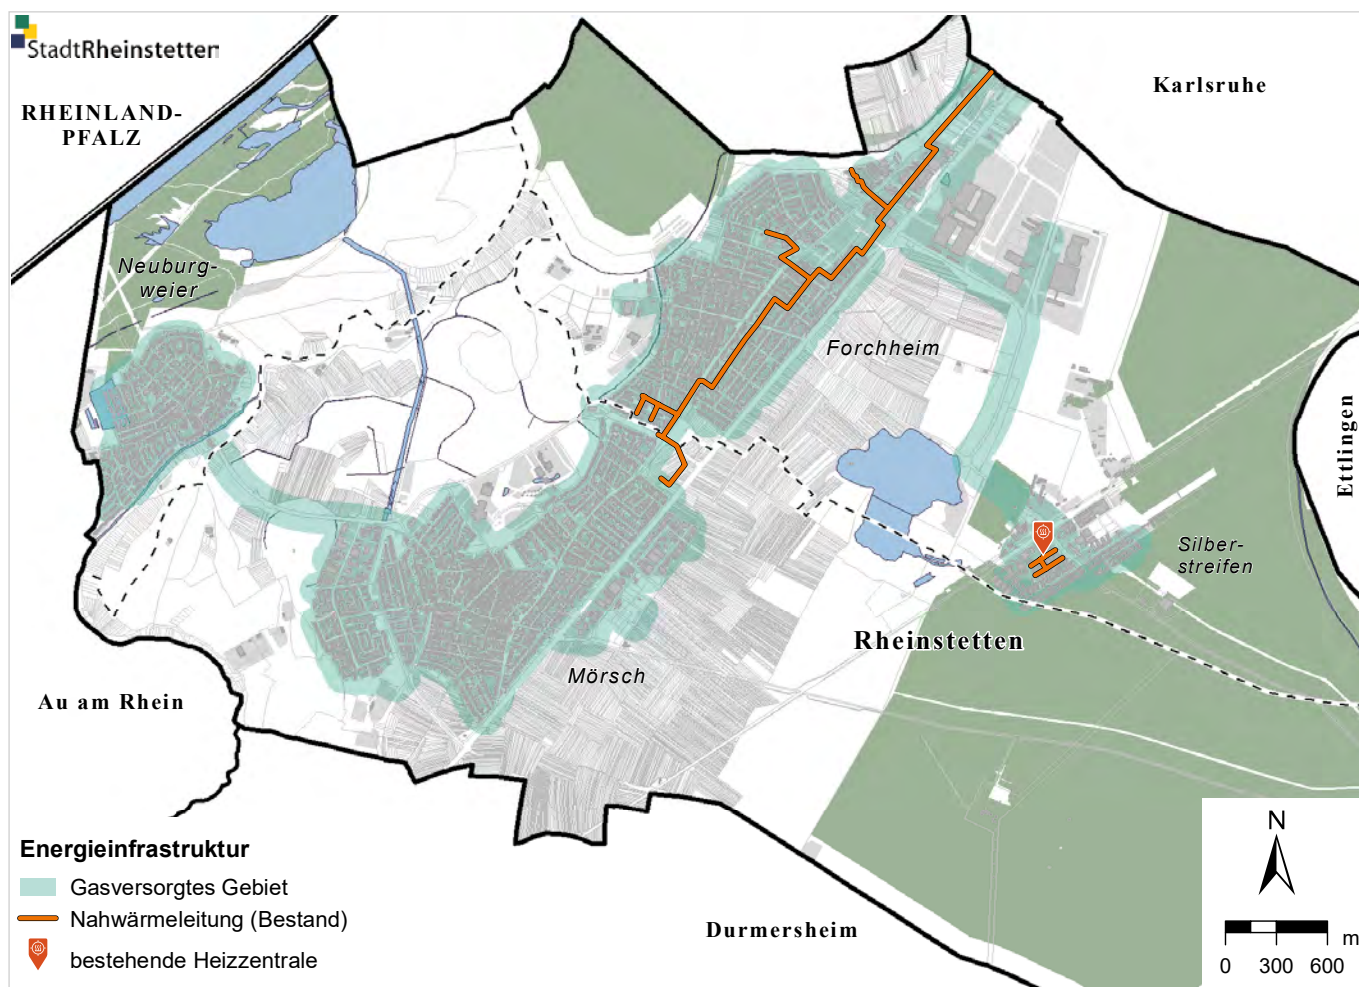 StadtRheinstetten
RHEINLAND-
PFALZ
Karlsruhe
Neuburg-
weier
Forchheim
Ettlingen
Silber-
streifen
Rheinstetten
Mörsch
Au am Rhein
Durmersheim
Energieinfrastruktur
Gasversorgtes Gebiet
Nahwärmeleitung (Bestand)
bestehende Heizzentrale
N
m
0 300 600